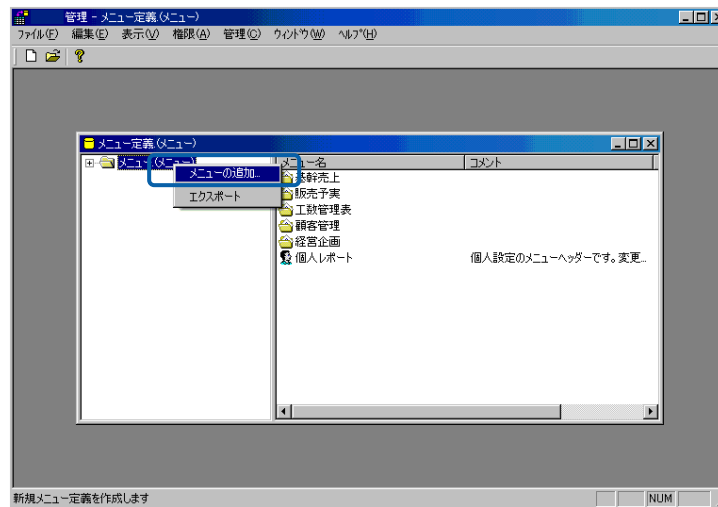 管理 - メニュー定義(メニュー)
ファイル(F) 編集(E) 表示(V) 権限(A) 管理(C) ウィンドウ(W) ヘルプ(H)
メニュー定義(メニュー)
メニュー(メニュー)
メニューの追加...
エクスポート
メニュー名 コメント
基幹売上
販売予実
工数管理表
顧客管理
経営企画
個人レポート 個人設定のメニューヘッダーです。変更...
新規メニュー定義を作成します NUM